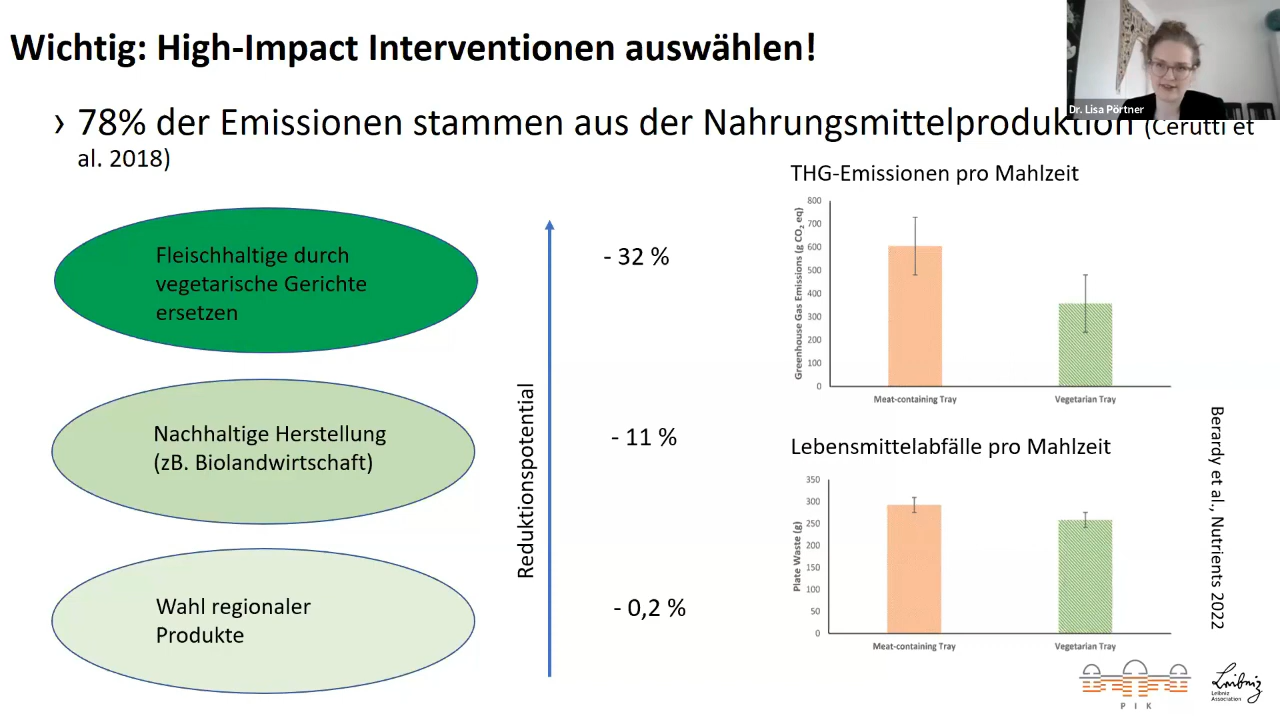 Wichtig: High-Impact Interventionen auswählen!
Dr. Lisa Pörtner
› 78% der Emissionen stammen aus der Nahrungsmittelproduktion (Cerutti et
al. 2018)
Fleischhaltige durch
vegetarische Gerichte
ersetzen
- 32 %
Nachhaltige Herstellung
(zB. Biolandwirtschaft)
- 11 %
Wahl regionaler
Produkte
- 0,2 %
Reduktionspotential
THG-Emissionen pro Mahlzeit
Greenhouse Gas Emissions (g CO₂ eq)
800
700
600
500
400
300
200
100
0
Meat-containing Tray
Vegetarian Tray
Lebensmittelabfälle pro Mahlzeit
Plate Waste (g)
350
300
250
200
150
100
50
0
Meat-containing Tray
Vegetarian Tray
Berardy et al., Nutrients 2022
P I K
Leibniz
Leibniz
Association